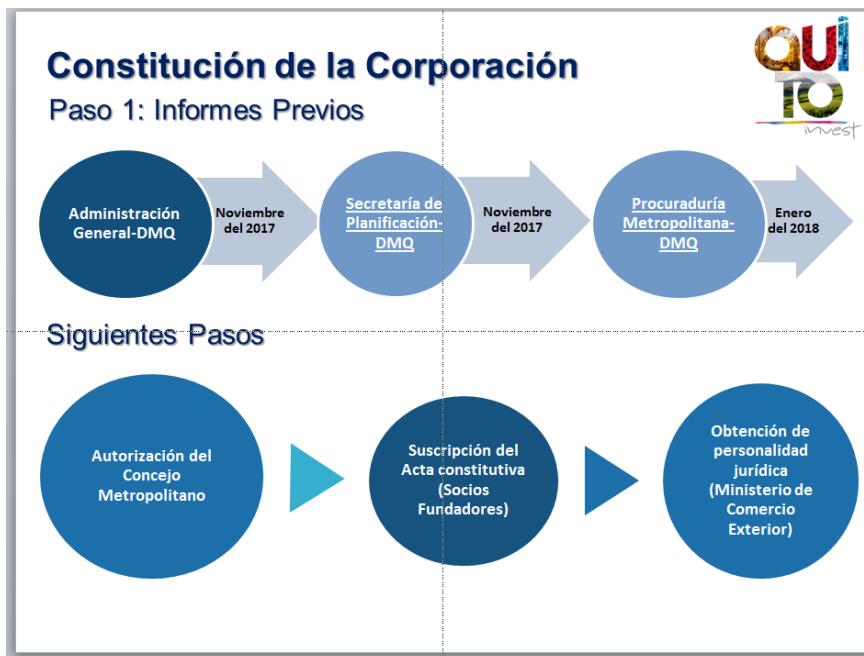 Constitución de la Corporación
Paso 1: Informes Previos
QUITO
invest
Administración
General-DMQ
Noviembre
del 2017
Secretaría de
Planificación-
DMQ
Noviembre
del 2017
Procuraduría
Metropolitana-
DMQ
Enero
del 2018
Siguientes Pasos
Autorización del
Concejo
Metropolitano
Suscripción del
Acta constitutiva
(Socios
Fundadores)
Obtención de
personalidad
jurídica
(Ministerio de
Comercio
Exterior)